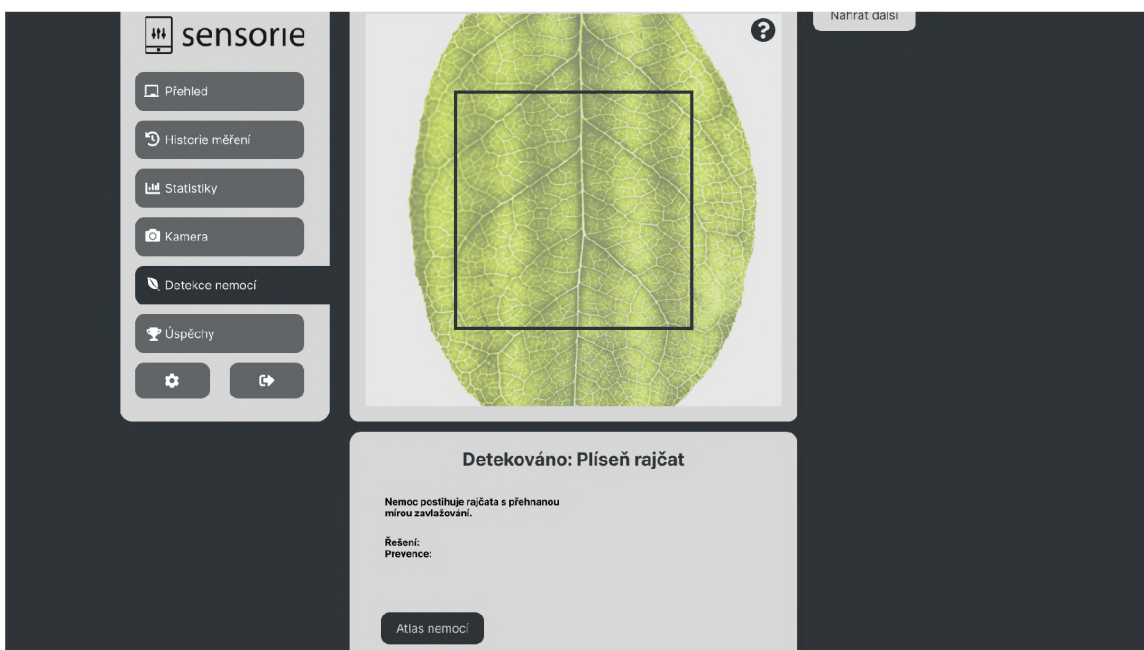 sensorie
Přehled
Historie měření
Statistiky
Kamera
Detekce nemocí
Úspěchy
?
Nahrát další
Detekováno: Plíseň rajčat
Nemoc postihuje rajčata s přehnanou
mírou zavlažování.
Řešení:
Prevence:
Atlas nemocí